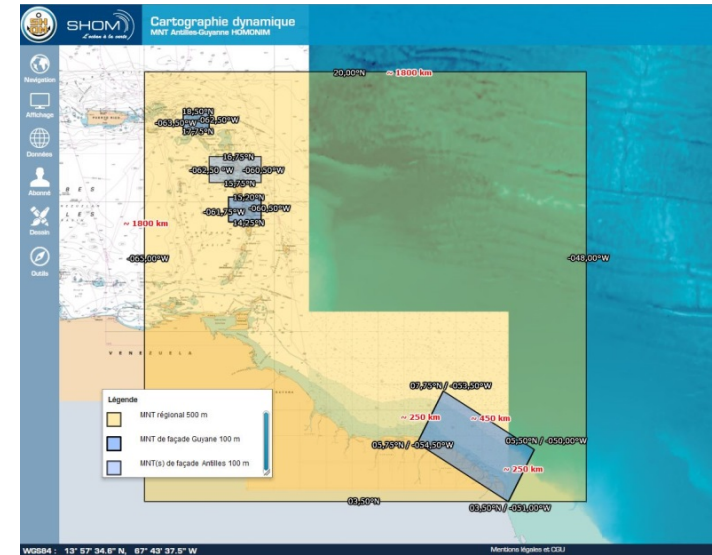 SHOM
L'océan à la carte
Cartographie dynamique
MNT Antilles-Guyanne HOMONIM
Navigation
Affichage
Données
Abonné
Dessin
Outils
20,00°N ~ 1800 km
18,50°N
-063,50°W -062,50°W
17,75°N
16,75°N
-062,50 °W -060,50°W
15,75°N
15,20°N
-061,75°W -060,50°W
14,25°N
~ 1800 km
-065,00°W
-048,00°W
B E S
L E S
V E N E Z U E L A
07,75°N / -053,50°W
~ 250 km
~ 450 km
05,75°N / -054,50°W
05,50°N / -050,00°W
~ 250 km
03,50°N
03,50°N / -051,00°W
Légende
MNT régional 500 m
MNT de façade Guyane 100 m
MNT(s) de façade Antilles 100 m
WGS84 : 13° 57' 34.6" N, 67° 43' 37.5" W
Mentions légales et CGU